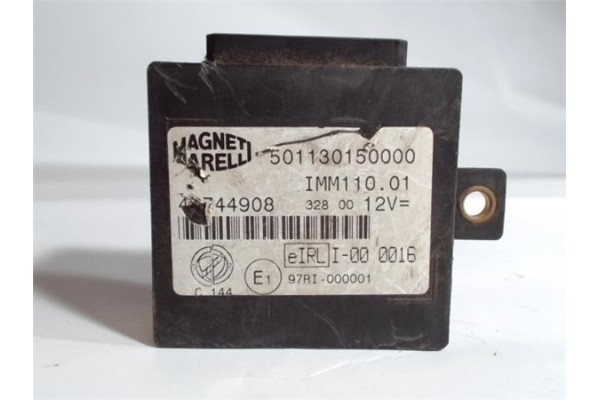 MAGNETI MARELLI
501130150000
IMM110.01
744908
328 00 12V=
eIRL I-00 0016
E1
97RI-000001
C 144